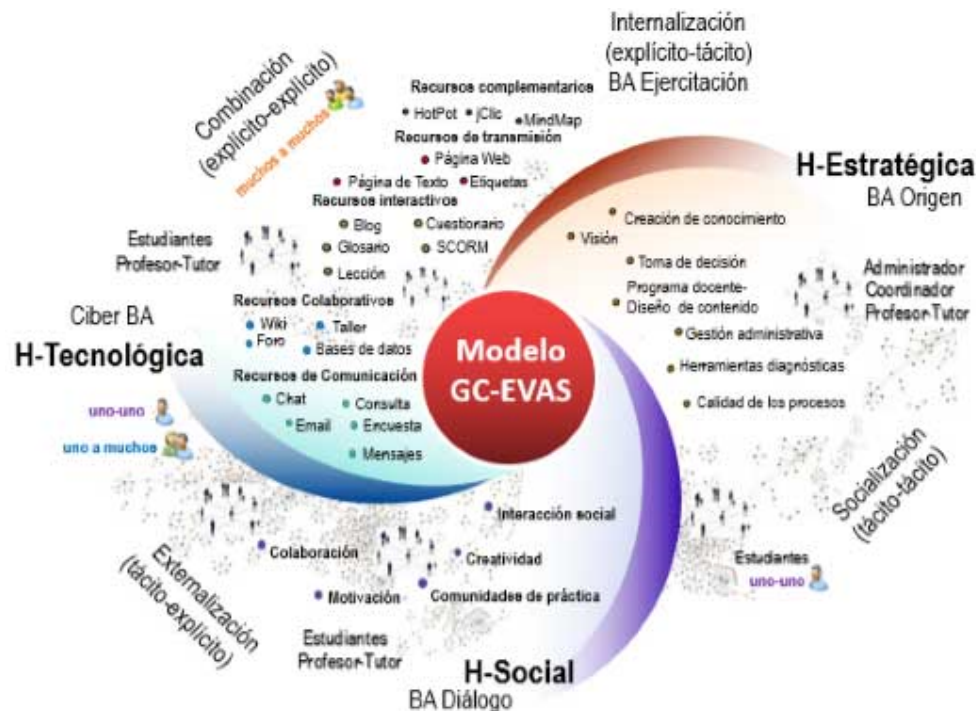 Internalización
(explícito-tácito)
BA Ejercitación
Combinación
(explícito-explícito)
muchos a muchos
Recursos complementarios
HotPot
jClic
MindMap
Recursos de transmisión
Página Web
Página de Texto
Etiquetas
Recursos interactivos
Blog
Cuestionario
Glosario
SCORM
Lección
Estudiantes
Profesor-Tutor
Recursos Colaborativos
Wiki
Taller
Foro
Bases de datos
Ciber BA
H-Tecnológica
Recursos de Comunicación
Chat
Consulta
Email
Encuesta
Mensajes
uno-uno
uno a muchos
Modelo
GC-EVAS
H-Estratégica
BA Origen
Creación de conocimiento
Visión
Toma de decisión
Programa docente-
Diseño de contenido
Gestión administrativa
Herramientas diagnósticas
Calidad de los procesos
Administrador
Coordinador
Profesor-Tutor
Socialización
(tácito-tácito)
Estudiantes
uno-uno
Externalización
(tácito-explícito)
Interacción social
Colaboración
Creatividad
Motivación
Comunidades de práctica
Estudiantes
Profesor-Tutor
H-Social
BA Diálogo